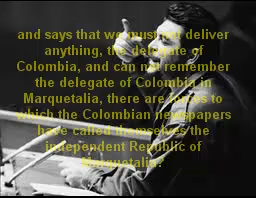 and says that we must not deliver
anything, the delegate of
Colombia, and can not remember
the delegate of Colombia in
Marquetalia, there are forces to
which the Colombian newspapers
have called themselves the
independent Republic of
Marquetalia?